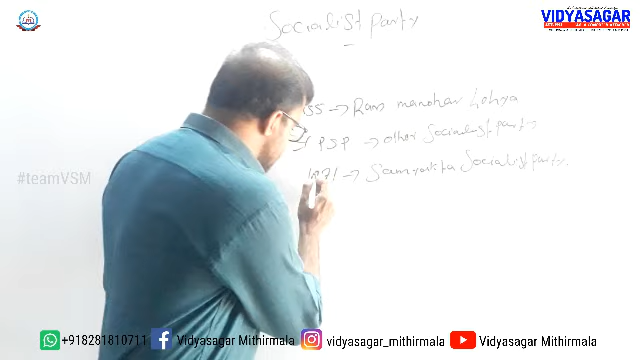 VIDYASAGAR
Socialist party
→ Ram manohar Lohya
PSP → other Socialist party
1971 → Samyukta Socialist party.
#teamVSM
+918281810711 Vidyasagar Mithirmala vidyasagar_mithirmala Vidyasagar Mithirmala